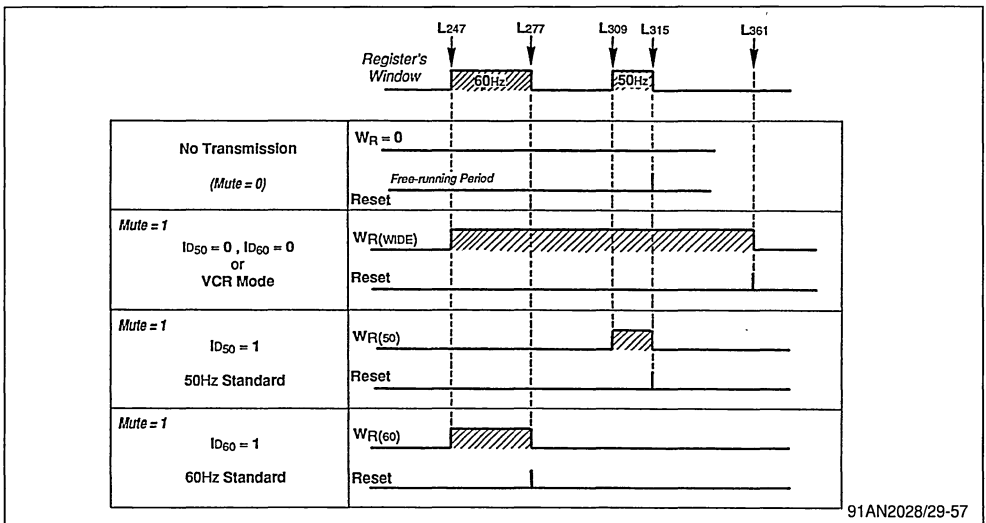 L247 L277 L309 L315 L361
Register's
Window
60Hz
50Hz
No Transmission
(Mute = 0)
WR = 0
Free-running Period
Reset
Mute = 1
ID50 = 0 , ID60 = 0
or
VCR Mode
WR(WIDE)
Reset
Mute = 1
ID50 = 1
50Hz Standard
WR(50)
Reset
Mute = 1
ID60 = 1
60Hz Standard
WR(60)
Reset
91AN2028/29-57